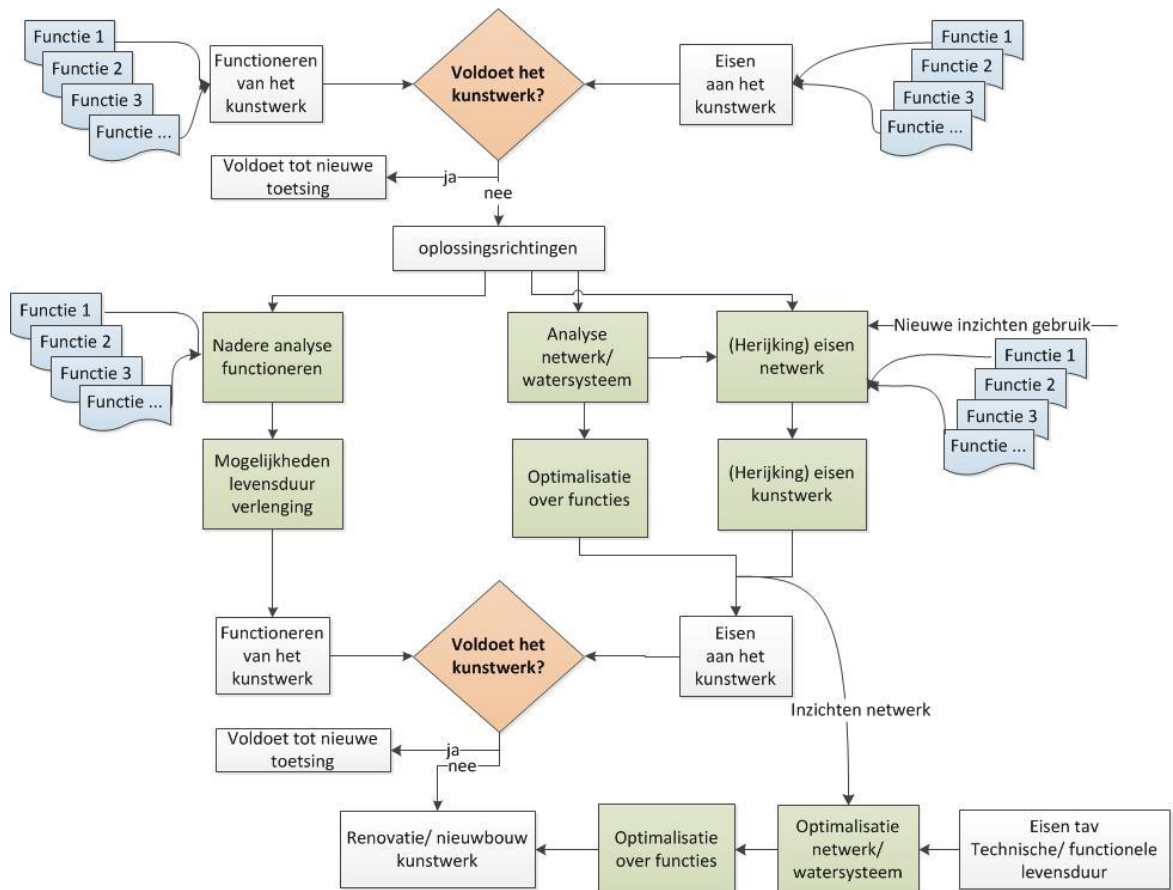 Functie 1
Functie 2
Functie 3
Functie ...
Functioneren
van het
kunstwerk
Voldoet het
kunstwerk?
Eisen
aan het
kunstwerk
Functie 1
Functie 2
Functie 3
Functie ...
Voldoet tot nieuwe
toetsing
ja
nee
oplossingsrichtingen
Functie 1
Functie 2
Functie 3
Functie ...
Nadere analyse
functioneren
Analyse
netwerk/
watersysteem
(Herijking) eisen
netwerk
Nieuwe inzichten gebruik
Functie 1
Functie 2
Functie 3
Functie ...
Mogelijkheden
levensduur
verlenging
Optimalisatie
over functies
(Herijking) eisen
kunstwerk
Functioneren
van het
kunstwerk
Voldoet het
kunstwerk?
Eisen
aan het
kunstwerk
Inzichten netwerk
Voldoet tot nieuwe
toetsing
ja
nee
Renovatie/ nieuwbouw
kunstwerk
Optimalisatie
over functies
Optimalisatie
netwerk/
watersysteem
Eisen tav
Technische/ functionele
levensduur